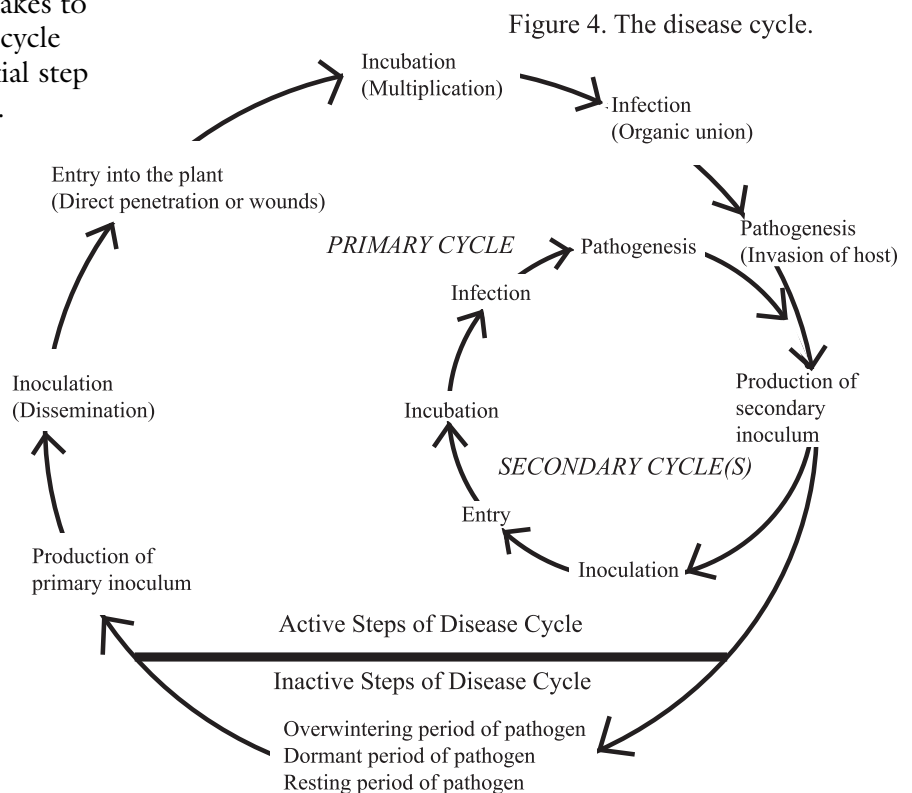 cycle
step
.
Figure 4. The disease cycle.
Incubation
(Multiplication)
Infection
(Organic union)
Entry into the plant
(Direct penetration or wounds)
PRIMARY CYCLE
Pathogenesis
Pathogenesis
(Invasion of host)
Infection
Inoculation
(Dissemination)
Incubation
Production of
secondary
inoculum
SECONDARY CYCLE(S)
Entry
Inoculation
Production of
primary inoculum
Active Steps of Disease Cycle
Inactive Steps of Disease Cycle
Overwintering period of pathogen
Dormant period of pathogen
Resting period of pathogen